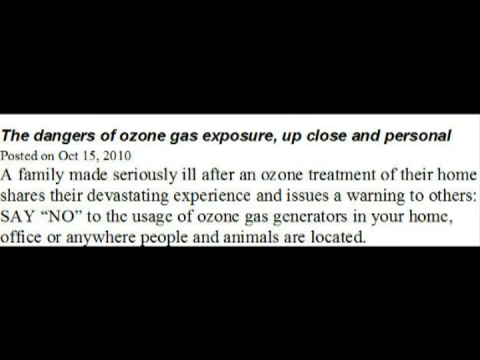 The dangers of ozone gas exposure, up close and personal
Posted on Oct 15, 2010
A family made seriously ill after an ozone treatment of their home
shares their devastating experience and issues a warning to others:
SAY “NO” to the usage of ozone gas generators in your home,
office or anywhere people and animals are located.